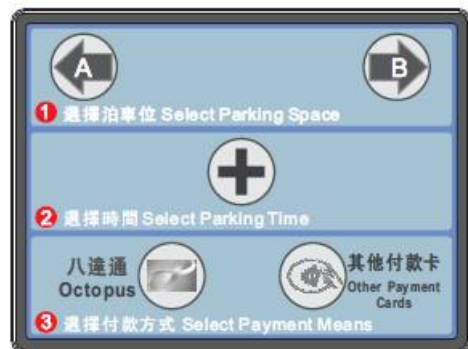 A B
1 選擇泊車位 Select Parking Space
2 選擇時間 Select Parking Time
八達通
Octopus
其他付款卡
Other Payment
Cards
3 選擇付款方式 Select Payment Means